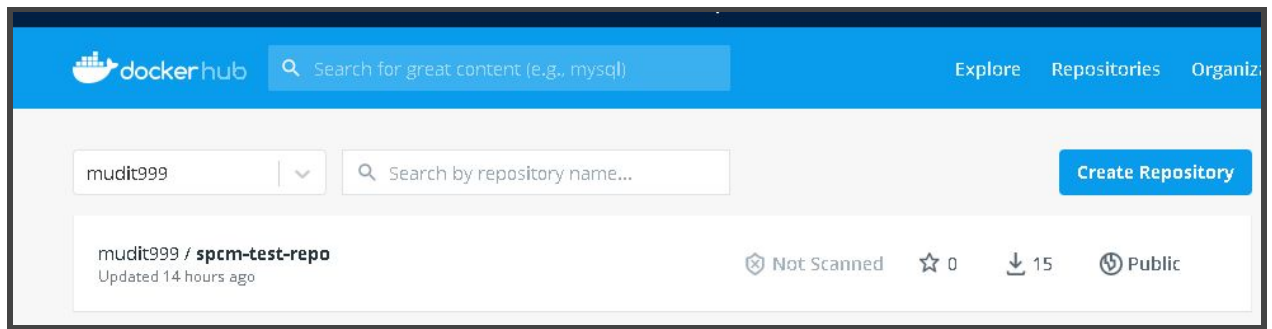 dockerhub
Search for great content (e.g., mysql)
Explore
Repositories
Organiz
mudit999
Search by repository name...
Create Repository
mudit999 / spcm-test-repo
Updated 14 hours ago
Not Scanned
0
15
Public